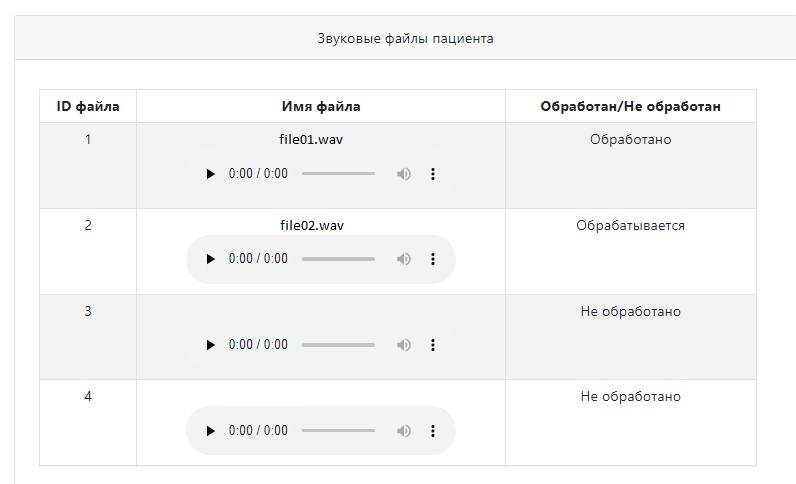 Звуковые файлы пациента
ID файла Имя файла Обработан/Не обработан
1 file01.wav Обработано
0:00 / 0:00
2 file02.wav Обрабатывается
0:00 / 0:00
3 Не обработано
0:00 / 0:00
4 Не обработано
0:00 / 0:00